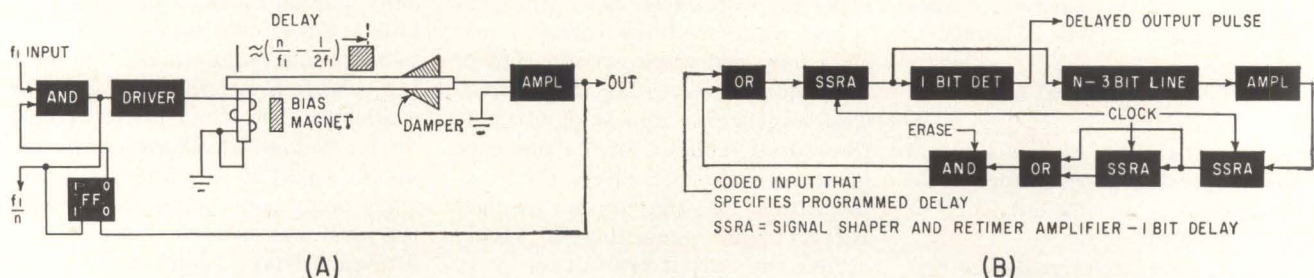 DELAY
≈(n/f₁ − 1/2f₁)
f₁ INPUT
AND
DRIVER
BIAS
MAGNET
DAMPER
AMPL
OUT
f₁/n
1 0
FF
1 0
(A)
DELAYED OUTPUT PULSE
OR
SSRA
1 BIT DET
N-3BIT LINE
AMPL
ERASE
CLOCK
AND
OR
SSRA
SSRA
CODED INPUT THAT
SPECIFIES PROGRAMMED DELAY
SSRA = SIGNAL SHAPER AND RETIMER AMPLIFIER – 1 BIT DELAY
(B)